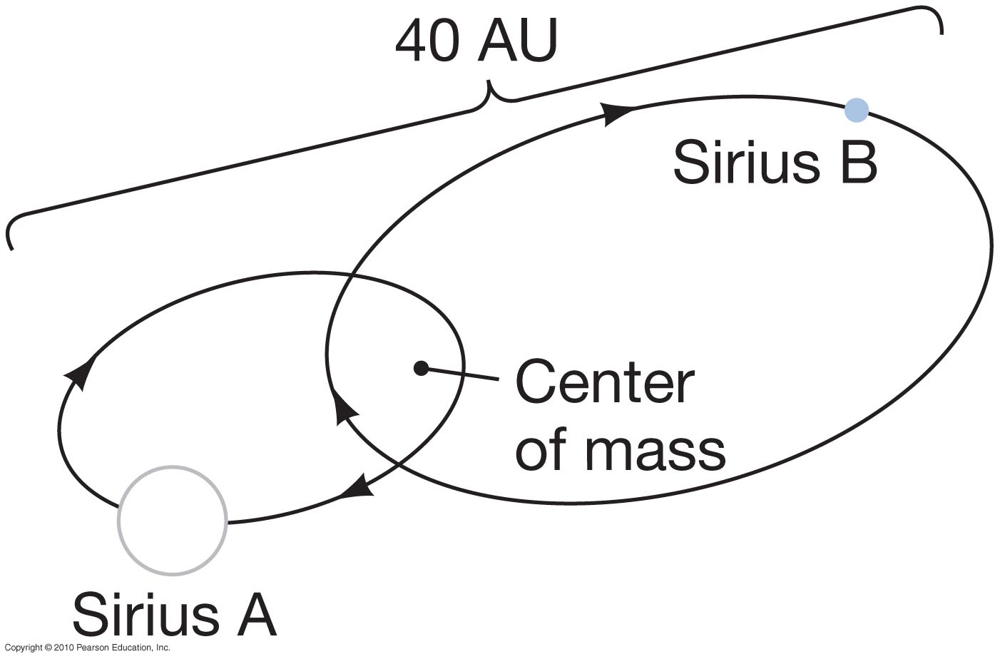 40 AU
Sirius B
Center
of mass
Sirius A
Copyright © 2010 Pearson Education, Inc.